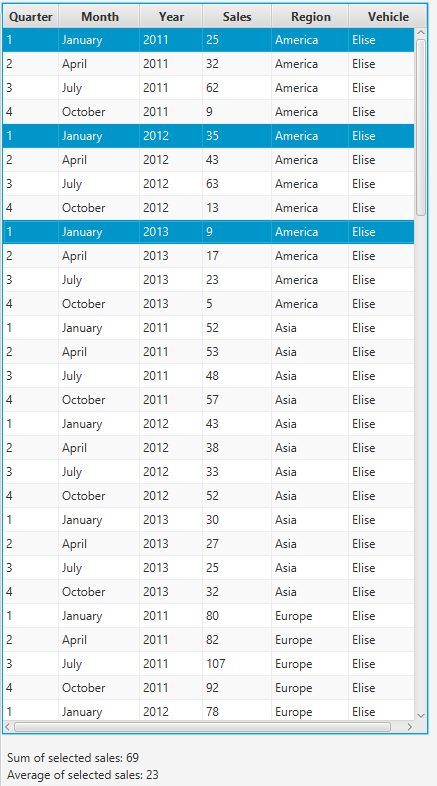 Quarter Month Year Sales Region Vehicle
1 January 2011 25 America Elise
2 April 2011 32 America Elise
3 July 2011 62 America Elise
4 October 2011 9 America Elise
1 January 2012 35 America Elise
2 April 2012 43 America Elise
3 July 2012 63 America Elise
4 October 2012 13 America Elise
1 January 2013 9 America Elise
2 April 2013 17 America Elise
3 July 2013 23 America Elise
4 October 2013 5 America Elise
1 January 2011 52 Asia Elise
2 April 2011 53 Asia Elise
3 July 2011 48 Asia Elise
4 October 2011 57 Asia Elise
1 January 2012 43 Asia Elise
2 April 2012 38 Asia Elise
3 July 2012 33 Asia Elise
4 October 2012 52 Asia Elise
1 January 2013 30 Asia Elise
2 April 2013 27 Asia Elise
3 July 2013 25 Asia Elise
4 October 2013 32 Asia Elise
1 January 2011 80 Europe Elise
2 April 2011 82 Europe Elise
3 July 2011 107 Europe Elise
4 October 2011 92 Europe Elise
1 January 2012 78 Europe Elise
Sum of selected sales: 69
Average of selected sales: 23